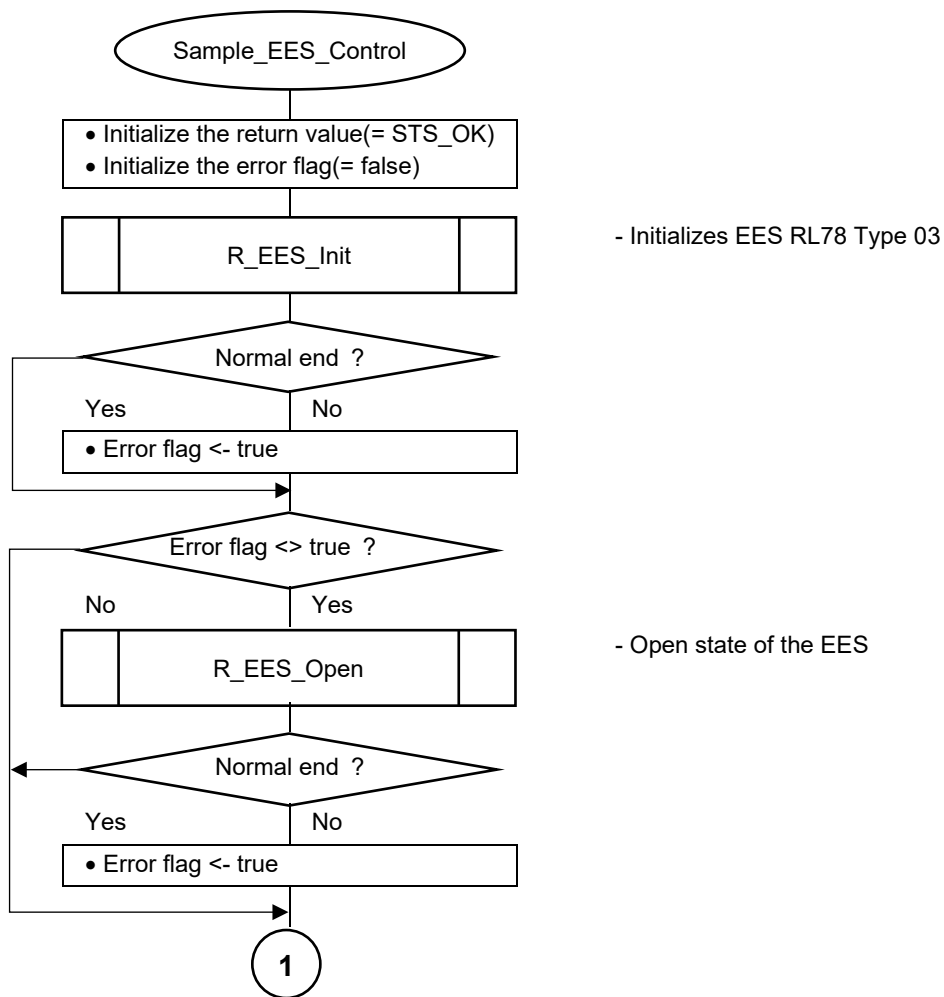 Sample_EES_Control
• Initialize the return value(= STS_OK)
• Initialize the error flag(= false)
R_EES_Init
- Initializes EES RL78 Type 03
Normal end ?
Yes
No
• Error flag <- true
Error flag <> true ?
No
Yes
R_EES_Open
- Open state of the EES
Normal end ?
Yes
No
• Error flag <- true
1